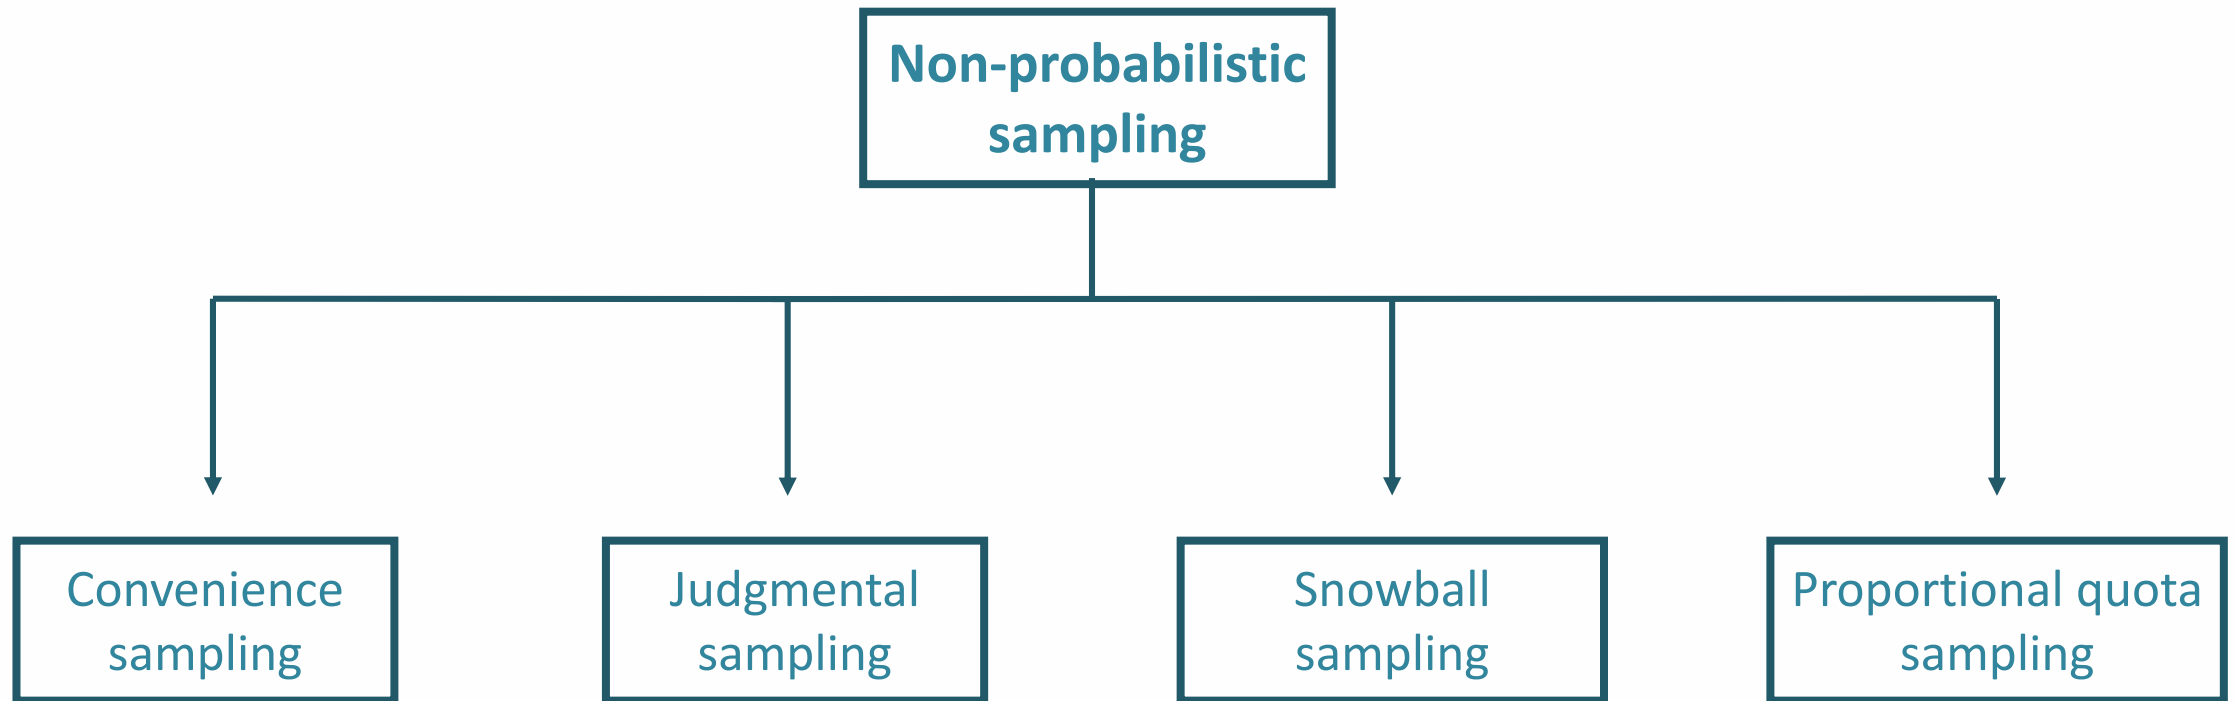 Non-probabilistic
sampling
Convenience
sampling
Judgmental
sampling
Snowball
sampling
Proportional quota
sampling